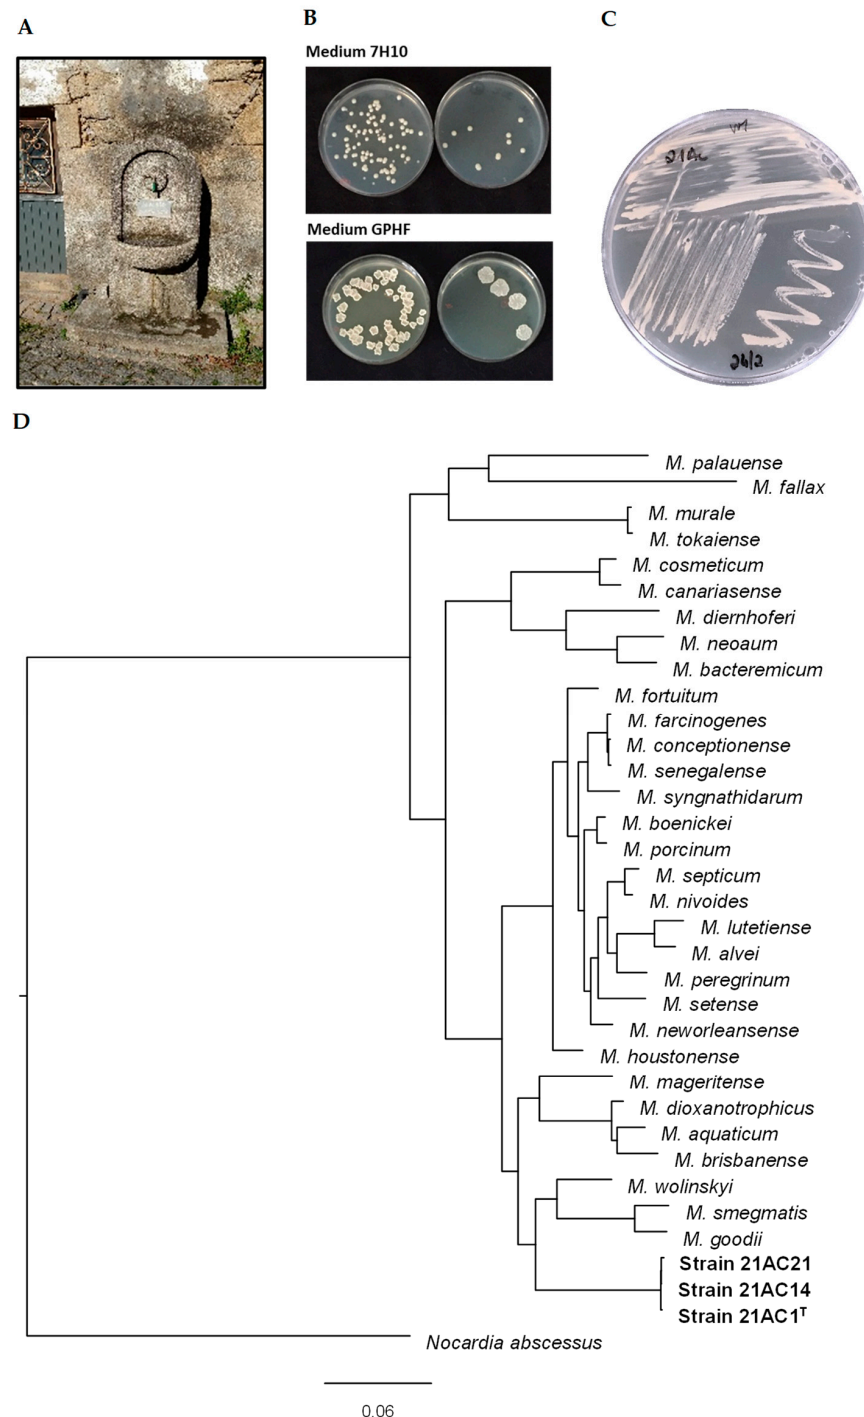 A
B
C
Medium 7H10
Medium GPHF
24/2
D
M. palauense
M. fallax
M. murale
M. tokaiense
M. cosmeticum
M. canariasense
M. diernhoferi
M. neoaum
M. bacteremicum
M. fortuitum
M. farcinogenes
M. conceptionense
M. senegalense
M. syngnathidarum
M. boenickei
M. porcinum
M. septicum
M. nivoides
M. lutetiense
M. alvei
M. peregrinum
M. setense
M. neworleansense
M. houstonense
M. mageritense
M. dioxanotrophicus
M. aquaticum
M. brisbanense
M. wolinskyi
M. smegmatis
M. goodii
Strain 21AC21
Strain 21AC14
Strain 21AC1ᵀ
Nocardia abscessus
0.06